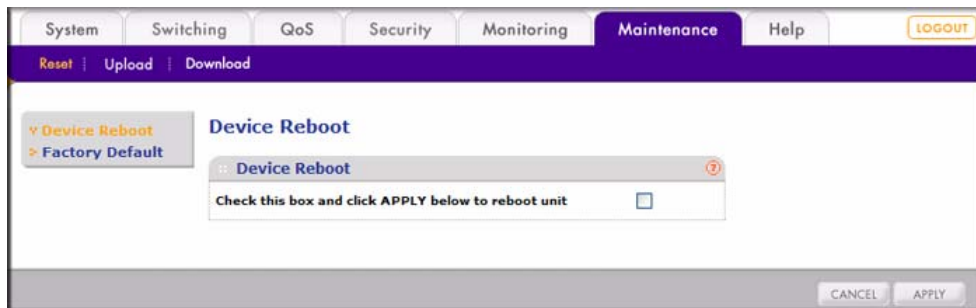 System Switching QoS Security Monitoring Maintenance Help LOGOUT
Reset Upload Download
Device Reboot
Factory Default
Device Reboot
Device Reboot ?
Check this box and click APPLY below to reboot unit
CANCEL APPLY